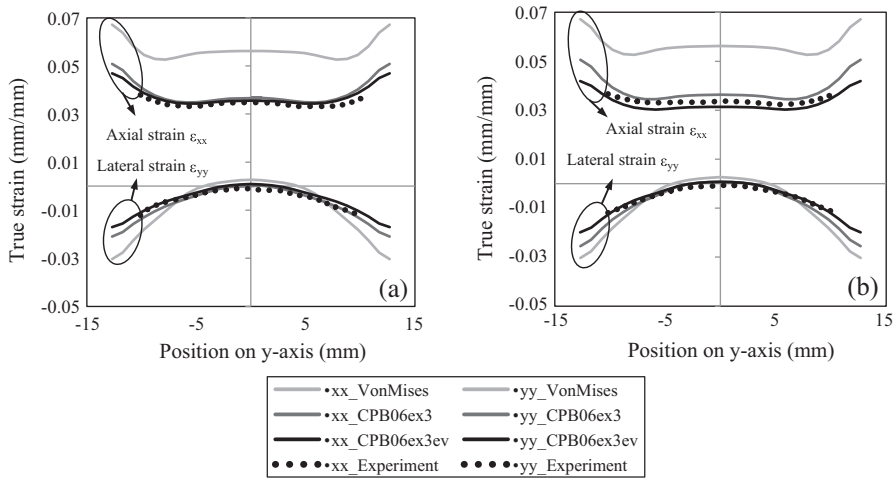 0.07
0.05
0.03
0.01
-0.01
-0.03
-0.05
True strain (mm/mm)
Axial strain εxx
Lateral strain εyy
(a)
-15
-5
5
15
Position on y-axis (mm)
0.07
0.05
0.03
0.01
-0.01
-0.03
-0.05
True strain (mm/mm)
Axial strain εxx
Lateral strain εyy
(b)
-15
-5
5
15
Position on y-axis (mm)
•xx_VonMises
•yy_VonMises
•xx_CPB06ex3
•yy_CPB06ex3
•xx_CPB06ex3ev
•yy_CPB06ex3ev
•xx_Experiment
•yy_Experiment